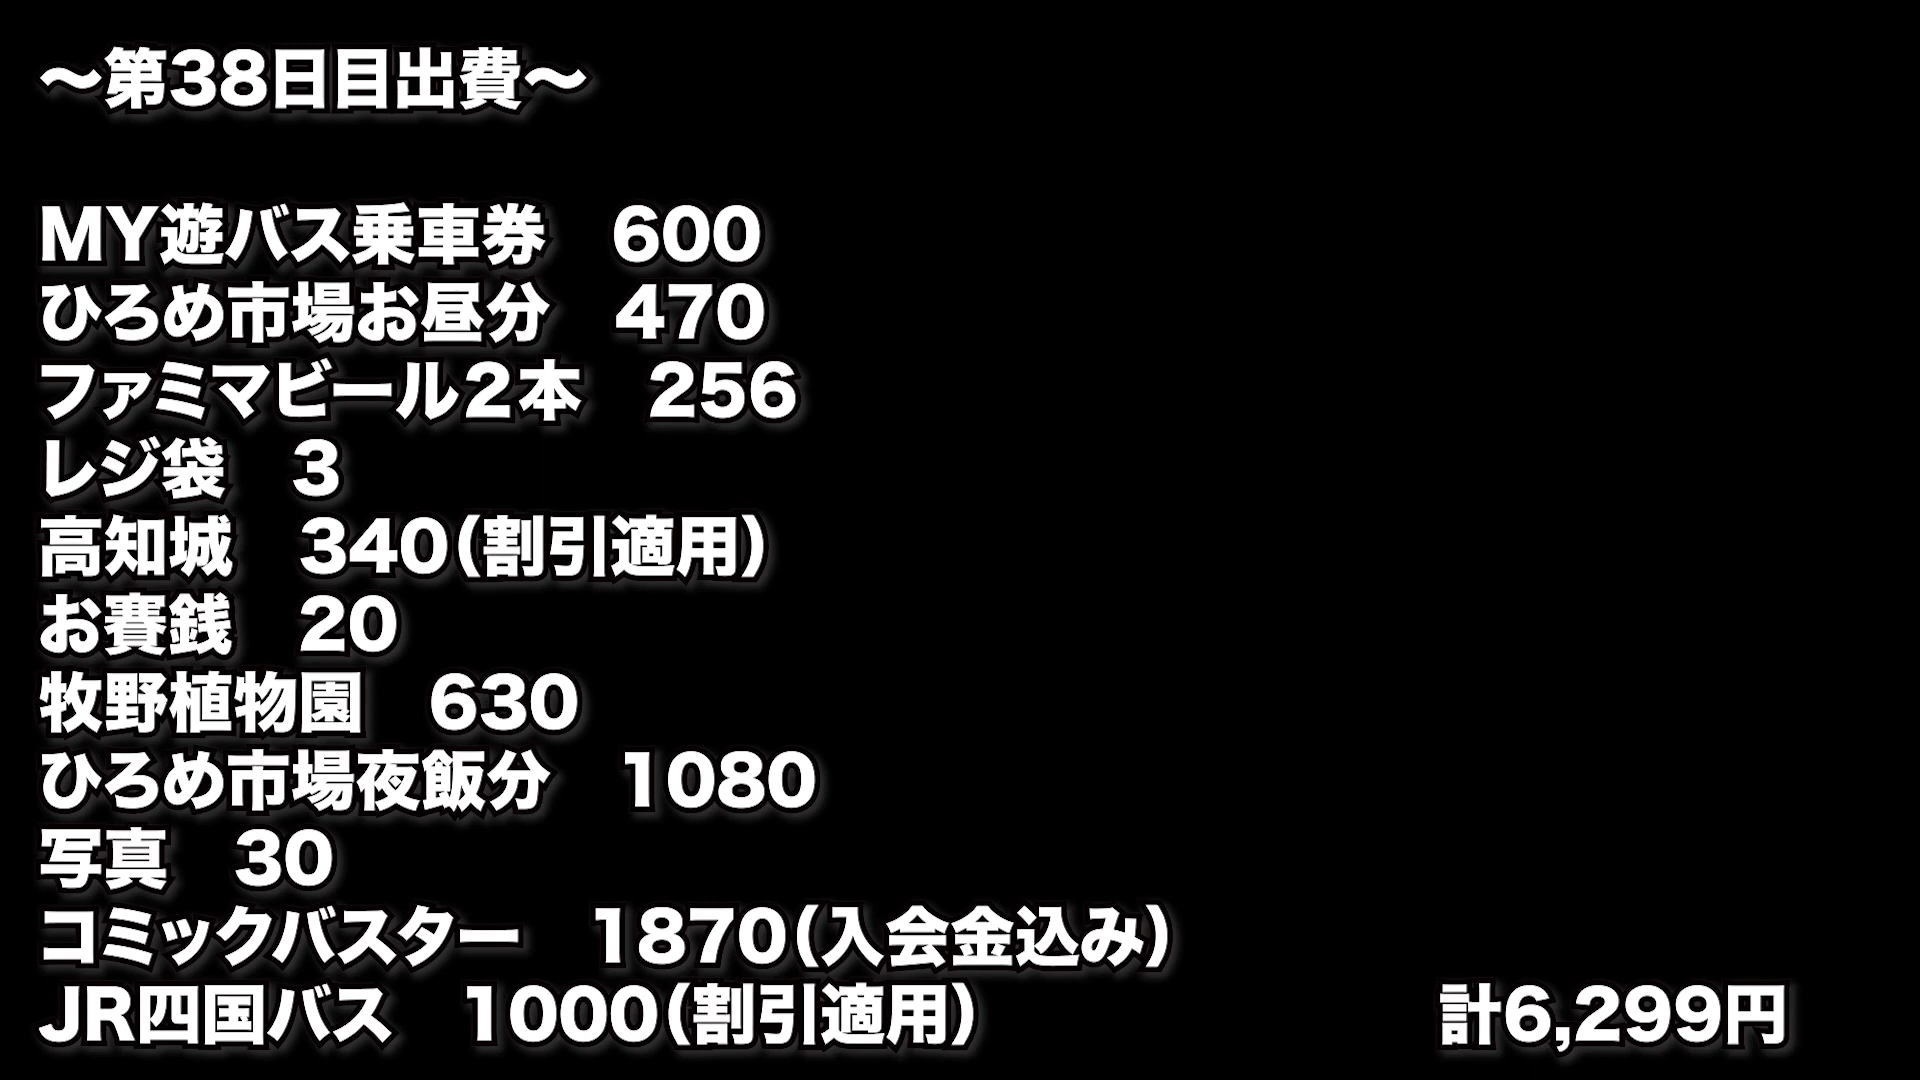 ～第38日目出費～
MY遊バス乗車券　600
ひろめ市場お昼分　470
ファミマビール２本　256
レジ袋　3
高知城　340（割引適用）
お賽銭　20
牧野植物園　630
ひろめ市場夜飯分　1080
写真　30
コミックバスター　1870（入会金込み）
JR四国バス　1000（割引適用）　計6,299円